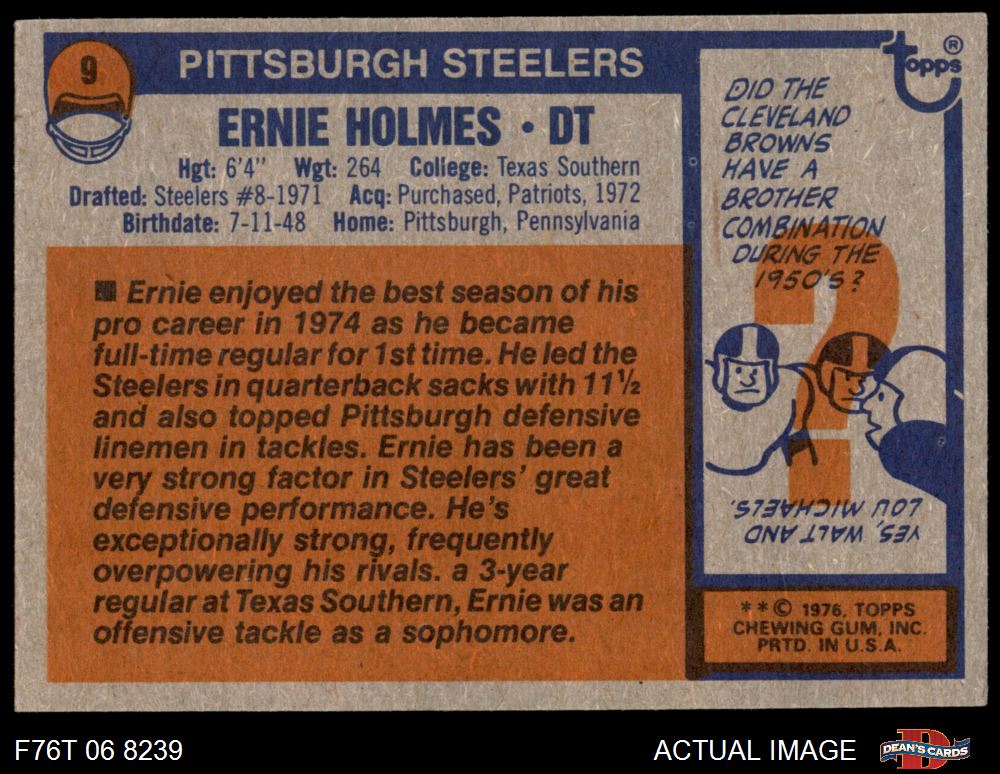 9
PITTSBURGH STEELERS
ERNIE HOLMES • DT
Hgt: 6'4" Wgt: 264 College: Texas Southern
Drafted: Steelers #8-1971 Acq: Purchased, Patriots, 1972
Birthdate: 7-11-48 Home: Pittsburgh, Pennsylvania
■ Ernie enjoyed the best season of his
pro career in 1974 as he became
full-time regular for 1st time. He led the
Steelers in quarterback sacks with 11½
and also topped Pittsburgh defensive
linemen in tackles. Ernie has been a
very strong factor in Steelers' great
defensive performance. He's
exceptionally strong, frequently
overpowering his rivals. a 3-year
regular at Texas Southern, Ernie was an
offensive tackle as a sophomore.
topps ®
DID THE
CLEVELAND
BROWNS
HAVE A
BROTHER
COMBINATION
DURING THE
1950'S?
?
YES, WALT AND
LOU MICHAELS.
** © 1976, TOPPS
CHEWING GUM, INC.
PRTD. IN U.S.A.
F76T 06 8239
ACTUAL IMAGE
DEAN'S CARDS